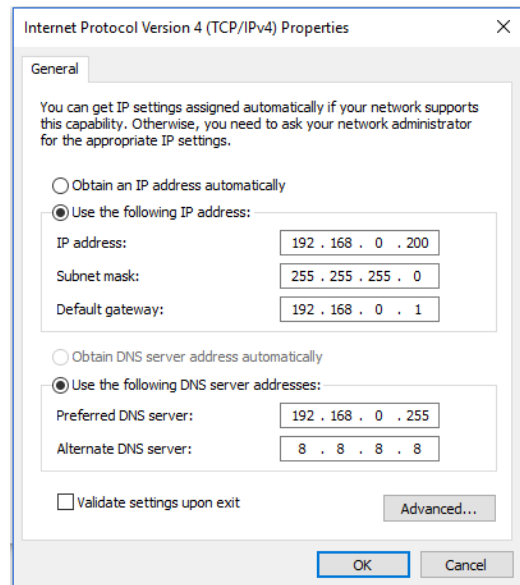 Internet Protocol Version 4 (TCP/IPv4) Properties
General
You can get IP settings assigned automatically if your network supports
this capability. Otherwise, you need to ask your network administrator
for the appropriate IP settings.
Obtain an IP address automatically
Use the following IP address:
IP address: 192 . 168 . 0 . 200
Subnet mask: 255 . 255 . 255 . 0
Default gateway: 192 . 168 . 0 . 1
Obtain DNS server address automatically
Use the following DNS server addresses:
Preferred DNS server: 192 . 168 . 0 . 255
Alternate DNS server: 8 . 8 . 8 . 8
Validate settings upon exit
Advanced...
OK Cancel